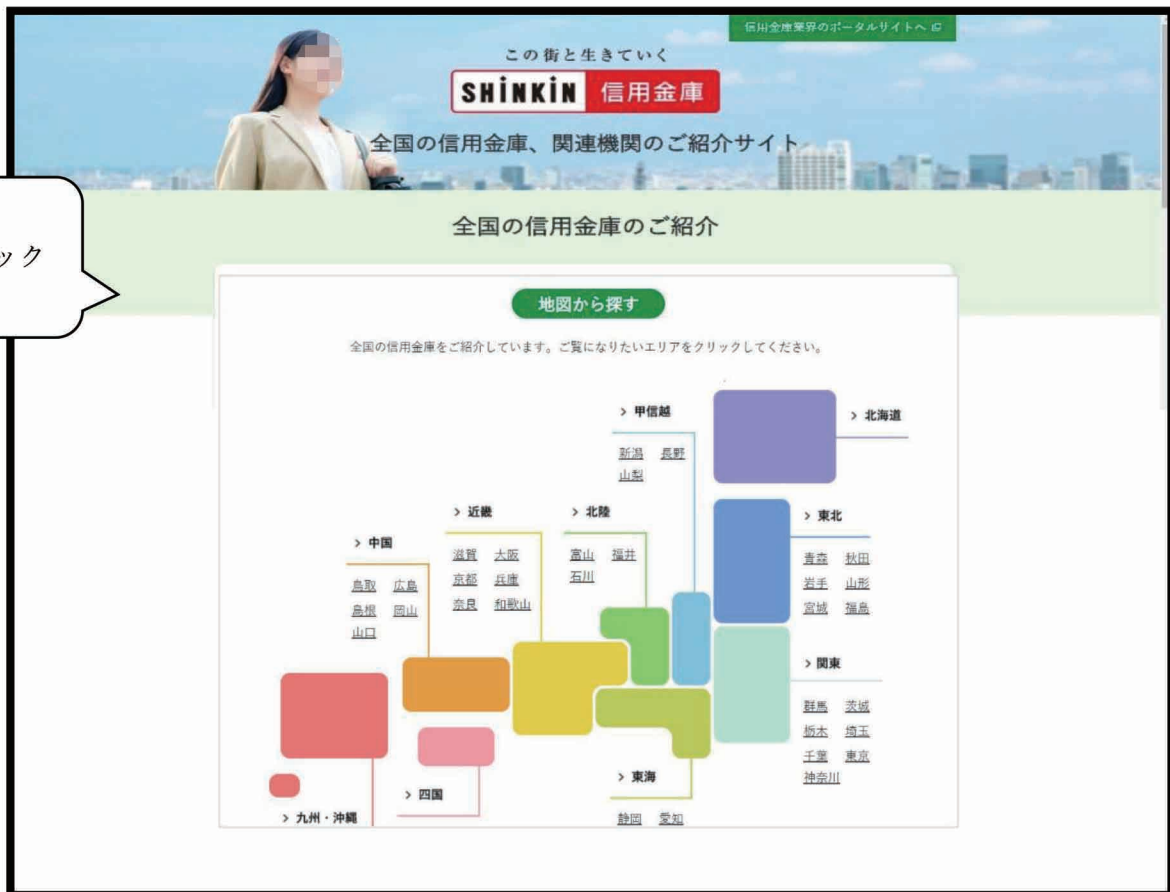 信用金庫業界のポータルサイトへ
この街と生きていく
SHINKIN 信用金庫
全国の信用金庫、関連機関のご紹介サイト
ック
全国の信用金庫のご紹介
地図から探す
全国の信用金庫をご紹介しています。ご覧になりたいエリアをクリックしてください。
> 甲信越
新潟 長野
山梨
> 北海道
> 近畿
滋賀 大阪
京都 兵庫
奈良 和歌山
> 北陸
富山 福井
石川
> 東北
青森 秋田
岩手 山形
宮城 福島
> 中国
鳥取 広島
島根 岡山
山口
> 関東
群馬 茨城
栃木 埼玉
千葉 東京
神奈川
> 東海
静岡 愛知
> 四国
> 九州・沖縄